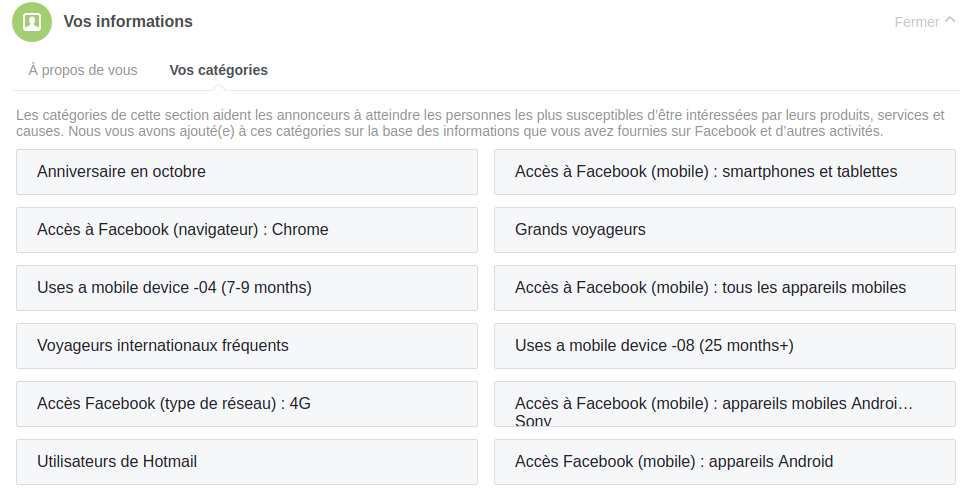 Vos informations
Fermer
À propos de vous
Vos catégories
Les catégories de cette section aident les annonceurs à atteindre les personnes les plus susceptibles d’être intéressées par leurs produits, services et
causes. Nous vous avons ajouté(e) à ces catégories sur la base des informations que vous avez fournies sur Facebook et d’autres activités.
Anniversaire en octobre
Accès à Facebook (mobile) : smartphones et tablettes
Accès à Facebook (navigateur) : Chrome
Grands voyageurs
Uses a mobile device -04 (7-9 months)
Accès à Facebook (mobile) : tous les appareils mobiles
Voyageurs internationaux fréquents
Uses a mobile device -08 (25 months+)
Accès Facebook (type de réseau) : 4G
Accès à Facebook (mobile) : appareils mobiles Androi…
Sony
Utilisateurs de Hotmail
Accès Facebook (mobile) : appareils Android